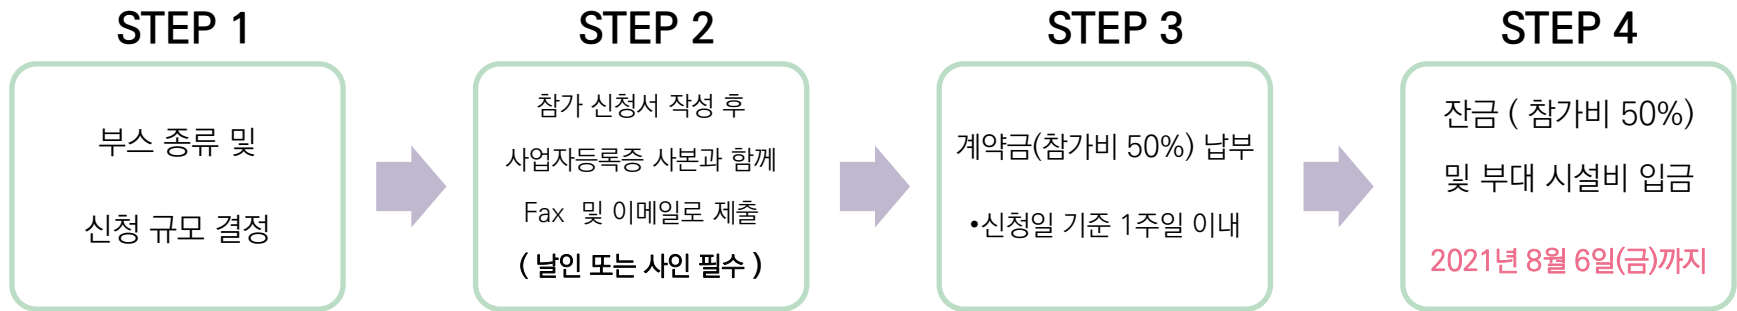 STEP 1
부스 종류 및
신청 규모 결정
STEP 2
참가 신청서 작성 후
사업자등록증 사본과 함께
Fax 및 이메일로 제출
( 날인 또는 사인 필수 )
STEP 3
계약금(참가비 50%) 납부
•신청일 기준 1주일 이내
STEP 4
잔금 ( 참가비 50%)
및 부대 시설비 입금
2021년 8월 6일(금)까지